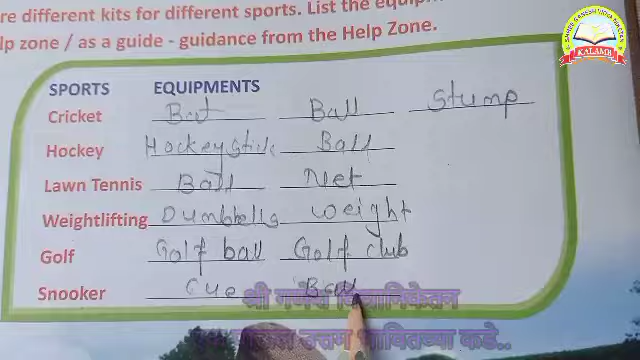 re different kits for different sports. List the equip
lp zone / as a guide - guidance from the Help Zone.
SPORTS EQUIPMENTS
Cricket Bat Ball Stump
Hockey Hockeystick Ball
Lawn Tennis Ball Net
Weightlifting Dumbbells weight
Golf Golf ball Golf club
Snooker Cue Ball
श्री गणेश विद्यानिकेतन
KALAMB